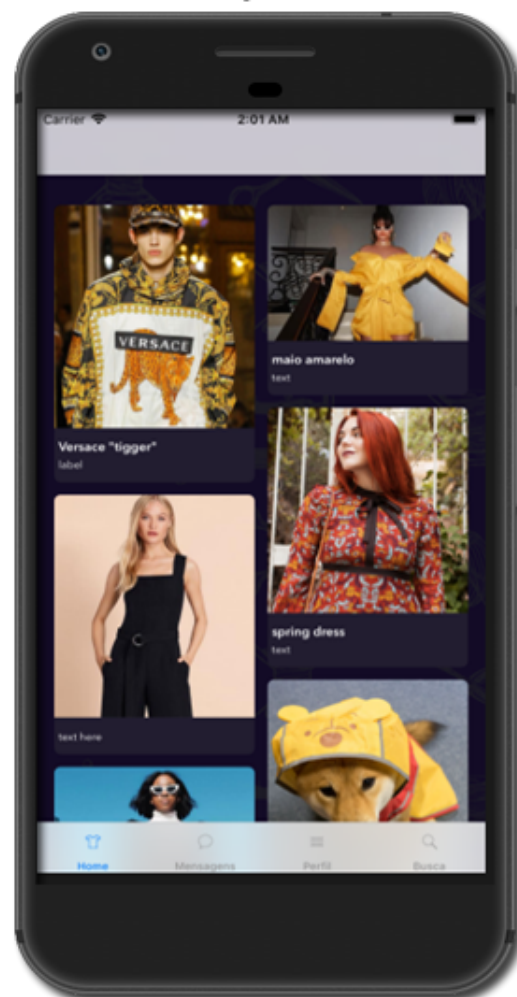 Carrier
2:01 AM
VERSACE
Versace "tigger"
label
maio amarelo
text
spring dress
text
text here
Home
Mensagens
Perfil
Busca